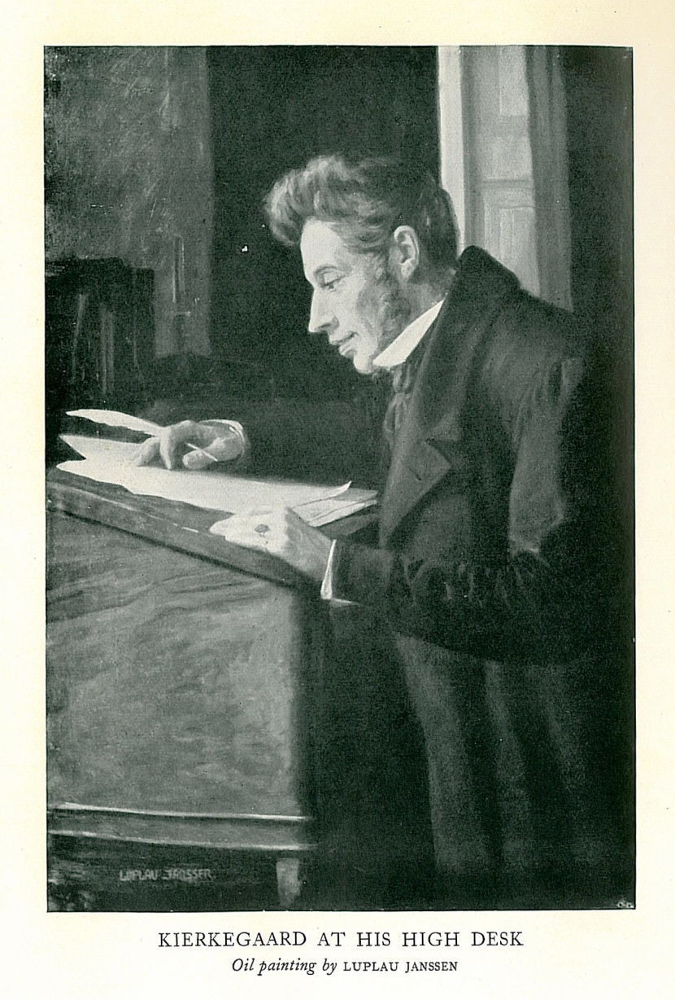 LUPLAU JANSSEN
KIERKEGAARD AT HIS HIGH DESK
Oil painting by LUPLAU JANSSEN